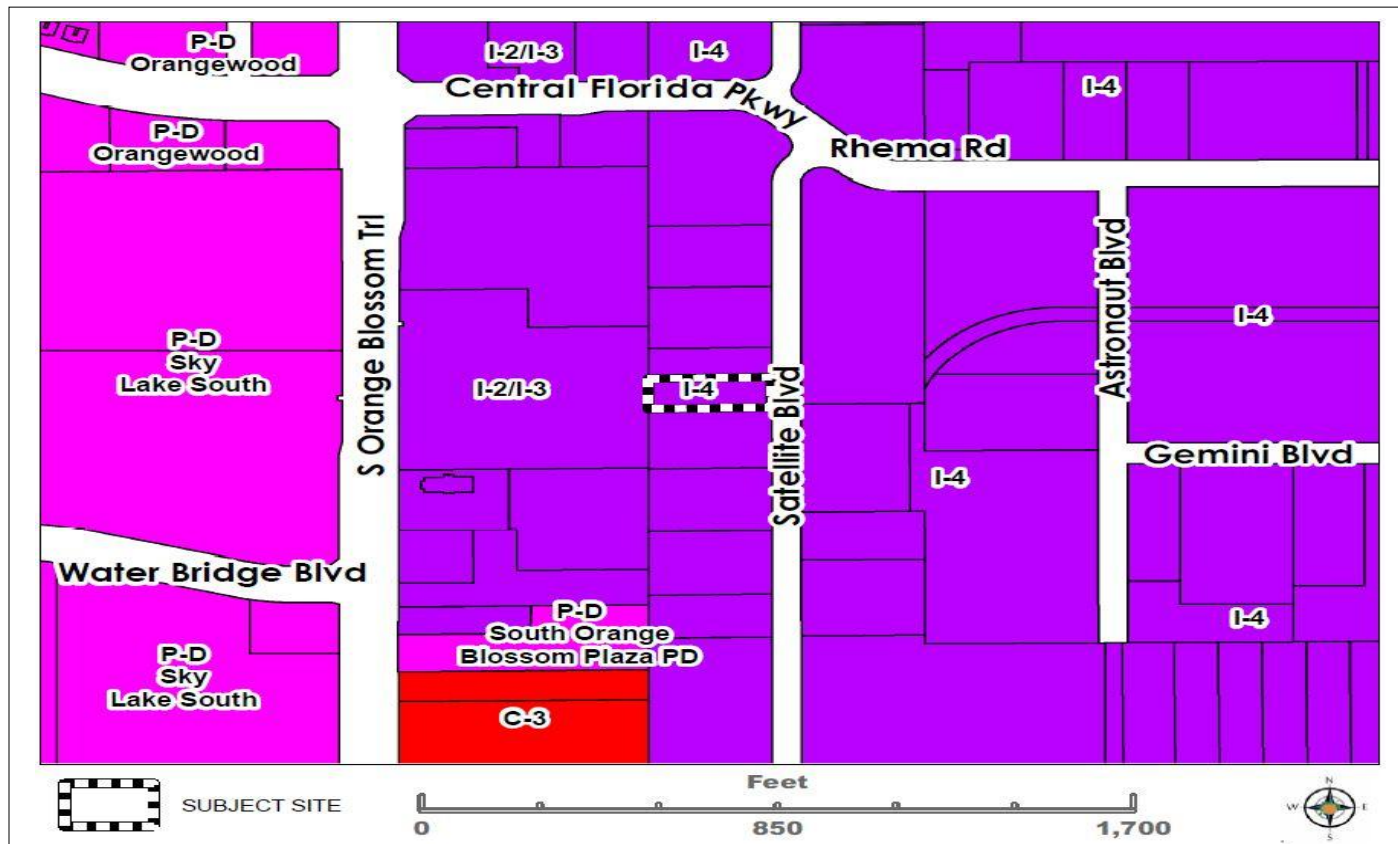 P-D
Orangewood
I-2/I-3
I-4
I-4
Central Florida Pkwy
P-D
Orangewood
Rhema Rd
S Orange Blossom Trl
Astronaut Blvd
I-4
P-D
Sky
Lake South
I-2/I-3
I-4
Satellite Blvd
Gemini Blvd
I-4
Water Bridge Blvd
P-D
South Orange
Blossom Plaza PD
I-4
P-D
Sky
Lake South
C-3
SUBJECT SITE
Feet
0 850 1,700
N
W E
S